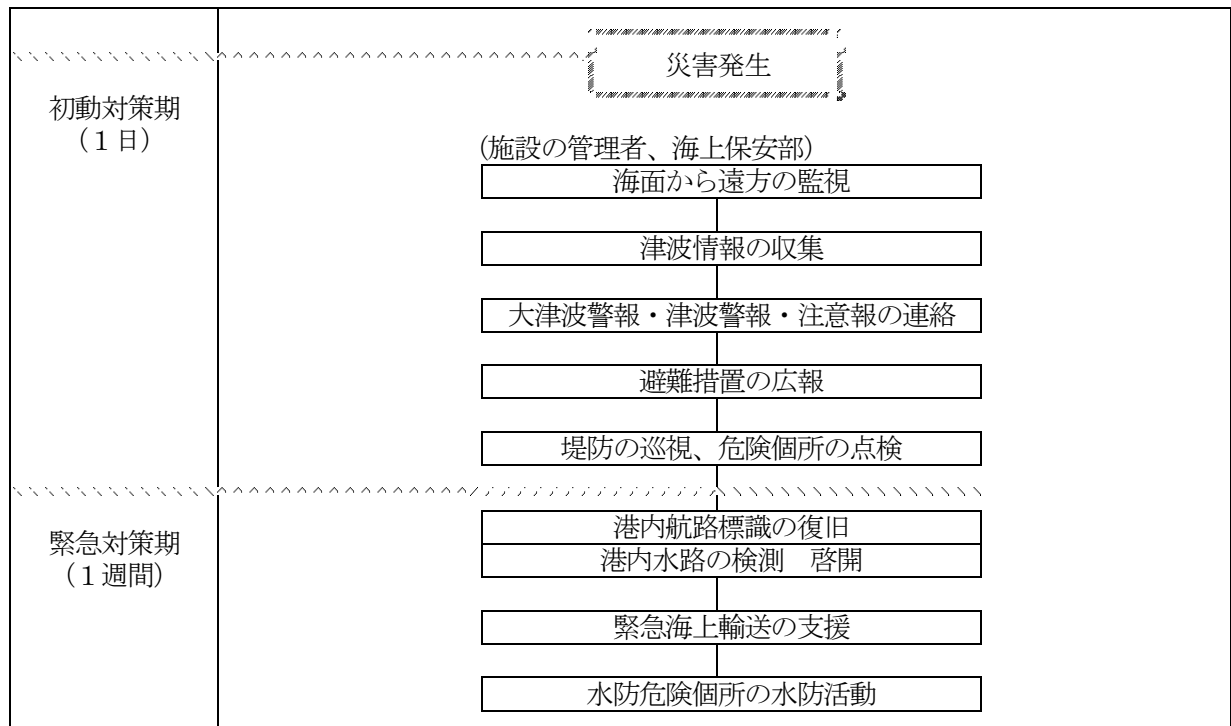 災害発生
初動対策期
（１日）
(施設の管理者、海上保安部)
海面から遠方の監視
津波情報の収集
大津波警報・津波警報・注意報の連絡
避難措置の広報
堤防の巡視、危険個所の点検
緊急対策期
（１週間）
港内航路標識の復旧
港内水路の検測　啓開
緊急海上輸送の支援
水防危険個所の水防活動